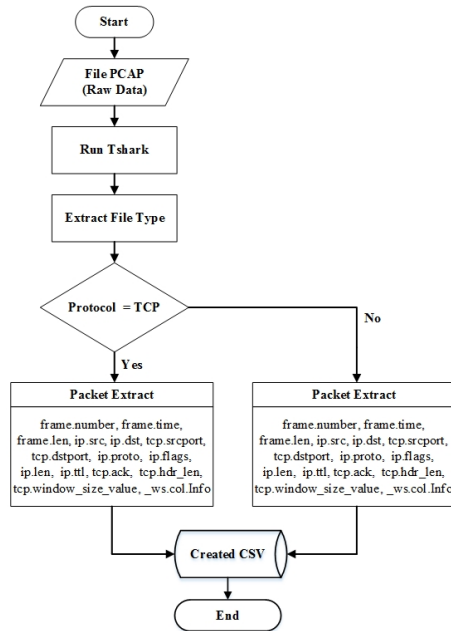 Start
File PCAP
(Raw Data)
Run Tshark
Extract File Type
Protocol = TCP
No
Yes
Packet Extract
frame.number, frame.time,
frame.len, ip.src, ip.dst, tcp.srcport,
tcp.dstport, ip.proto, ip.flags,
ip.len, ip.ttl, tcp.ack, tcp.hdr_len,
tcp.window_size_value, _ws.col.Info
Packet Extract
frame.number, frame.time,
frame.len, ip.src, ip.dst, tcp.srcport,
tcp.dstport, ip.proto, ip.flags,
ip.len, ip.ttl, tcp.ack, tcp.hdr_len,
tcp.window_size_value, _ws.col.Info
Created CSV
End